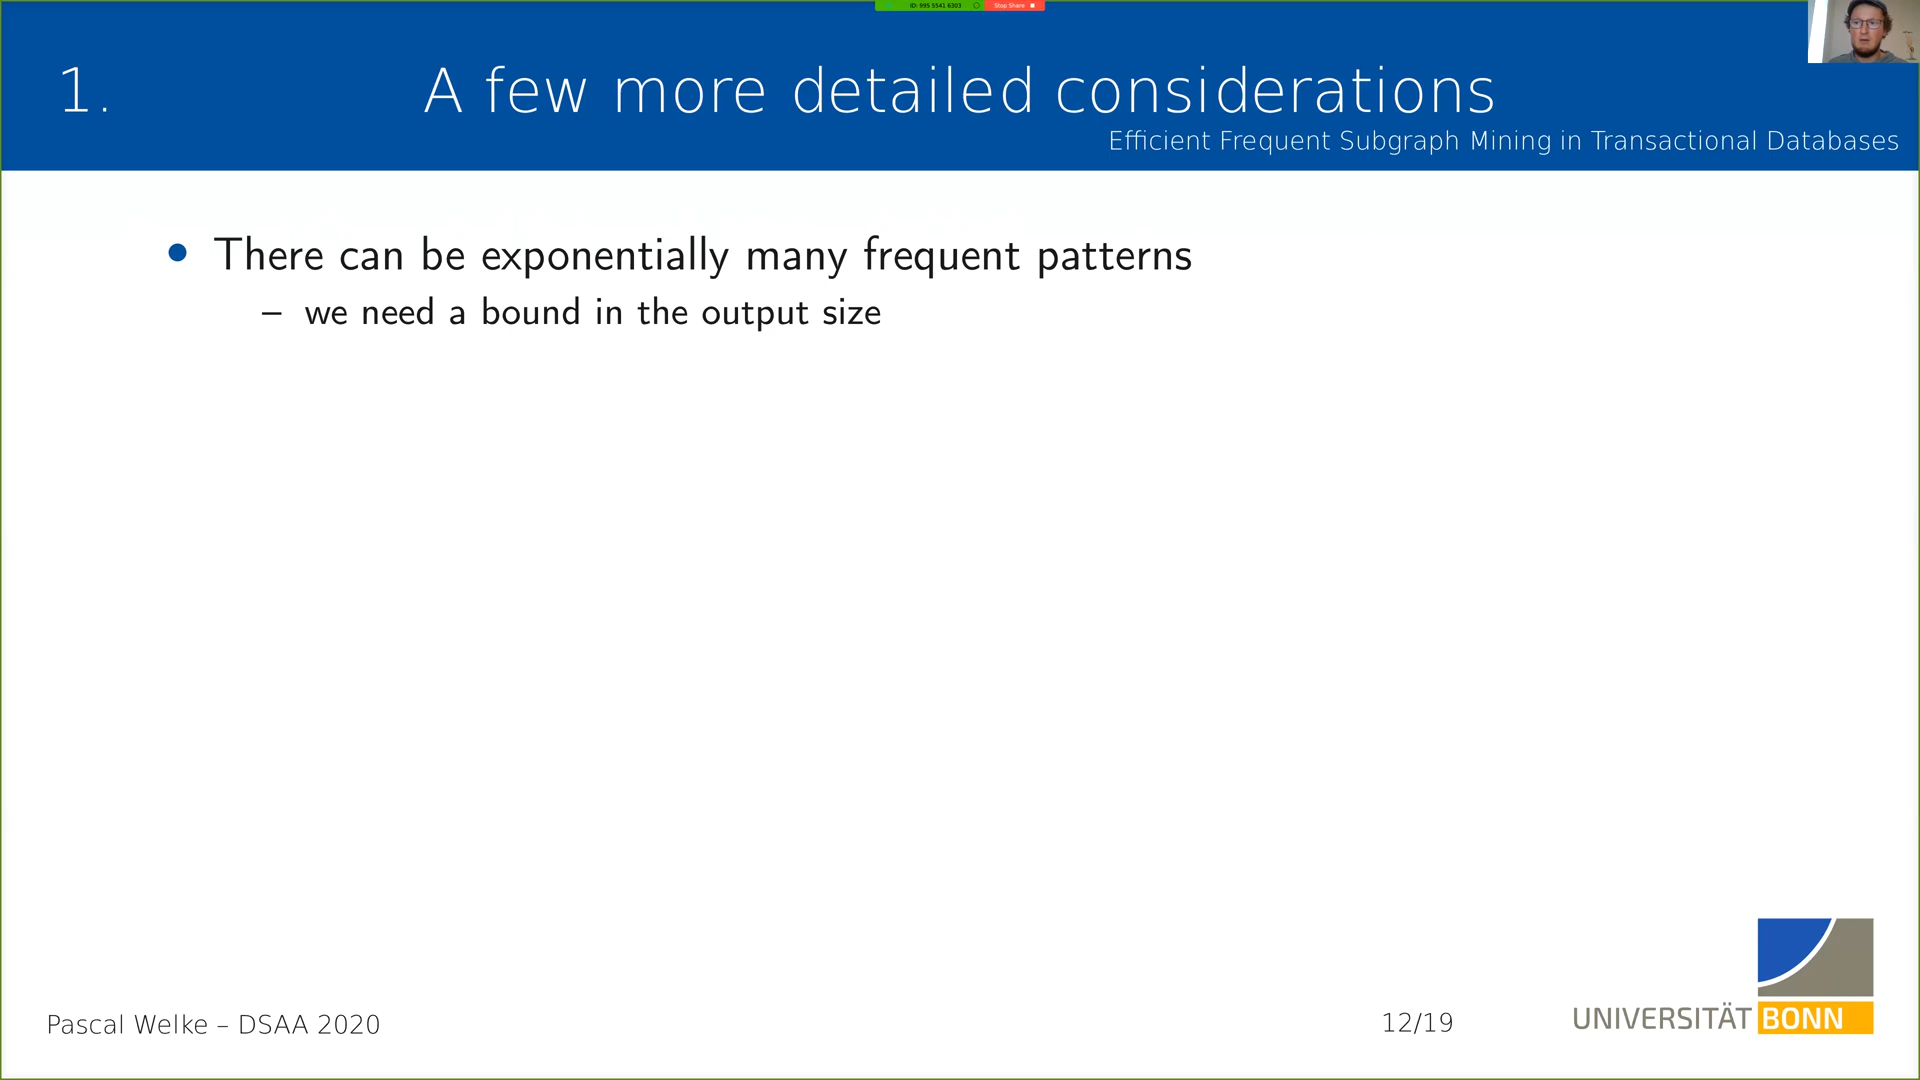 ID: 995 5541 6303
Stop Share
1.
A few more detailed considerations
Efficient Frequent Subgraph Mining in Transactional Databases
• There can be exponentially many frequent patterns
– we need a bound in the output size
Pascal Welke – DSAA 2020
12/19
UNIVERSITÄT BONN